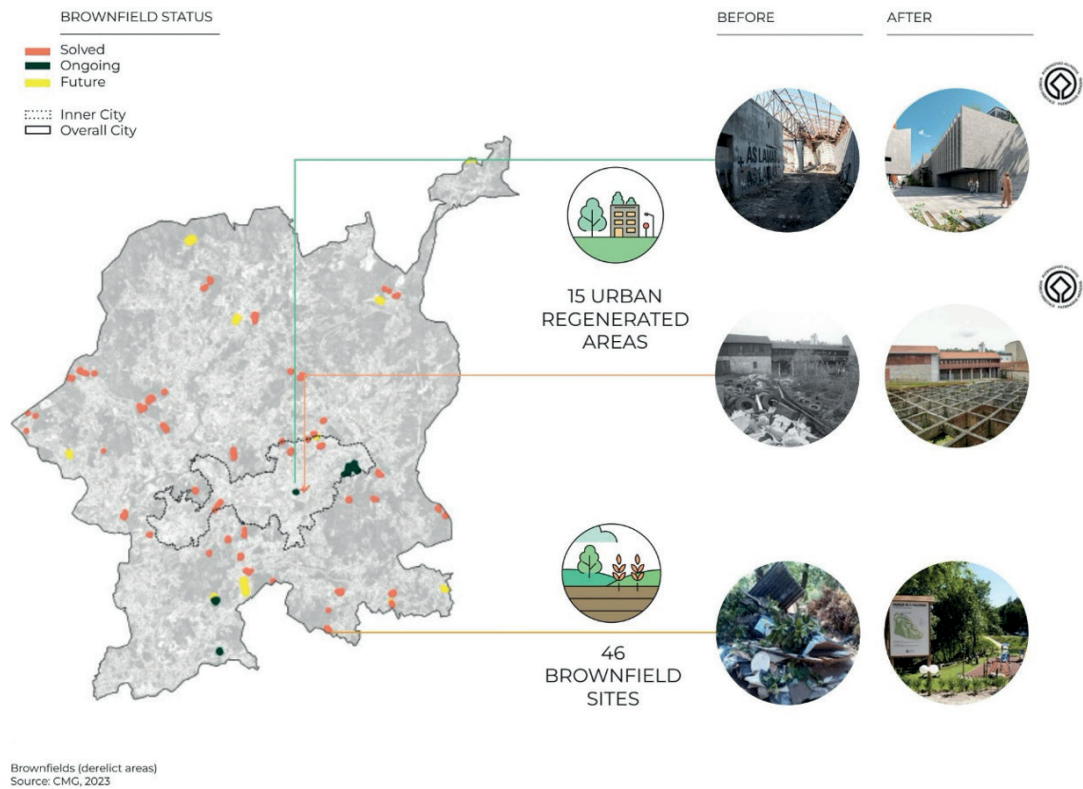 BROWNFIELD STATUS
Solved
Ongoing
Future
Inner City
Overall City
BEFORE
AFTER
15 URBAN
REGENERATED
AREAS
46
BROWNFIELD
SITES
Brownfields (derelict areas)
Source: CMG, 2023